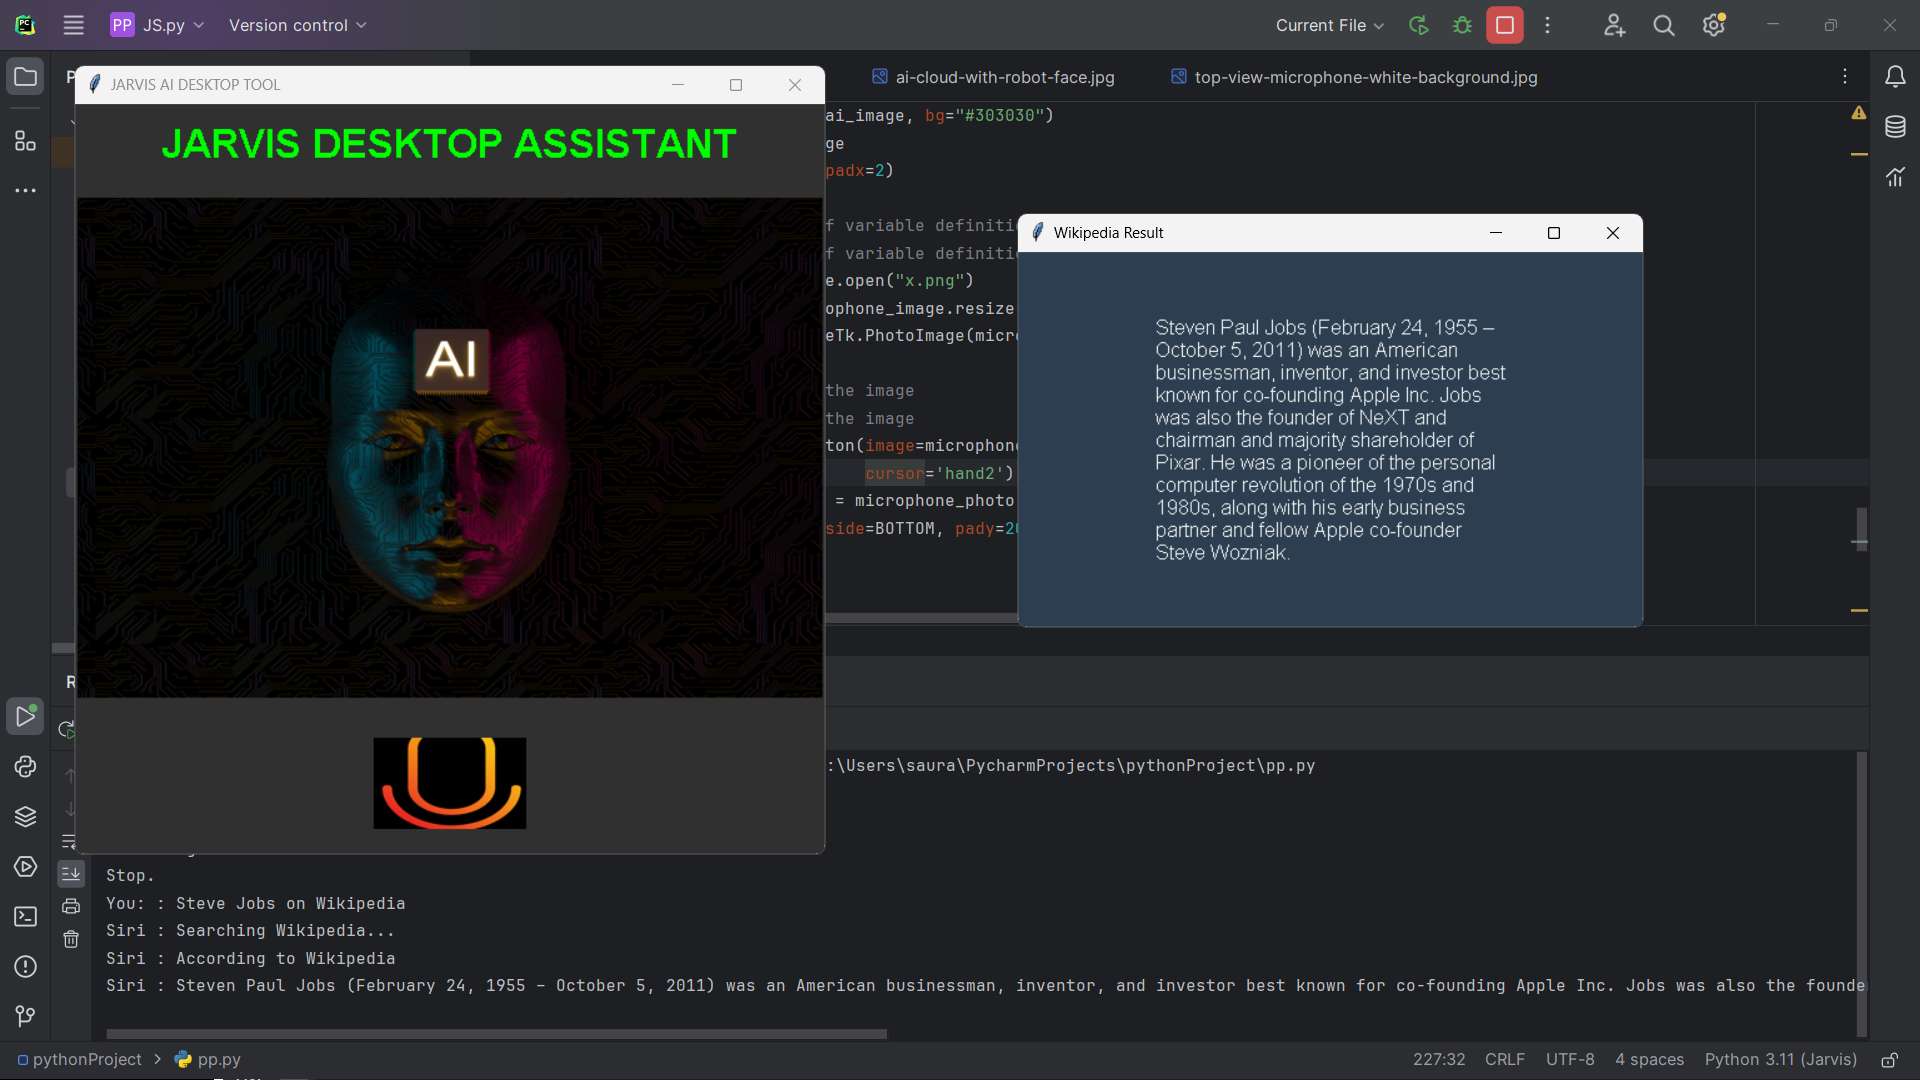 PP JS.py Version control Current File
P ai-cloud-with-robot-face.jpg top-view-microphone-white-background.jpg
JARVIS AI DESKTOP TOOL
JARVIS DESKTOP ASSISTANT
AI
ai_image, bg="#303030")
ge
padx=2)
f variable definiti
f variable definiti
e.open("x.png")
ophone_image.resize
eTk.PhotoImage(micr
the image
the image
ton(image=microphon
cursor='hand2')
= microphone_photo
side=BOTTOM, pady=20
Wikipedia Result
Steven Paul Jobs (February 24, 1955 –
October 5, 2011) was an American
businessman, inventor, and investor best
known for co-founding Apple Inc. Jobs
was also the founder of NeXT and
chairman and majority shareholder of
Pixar. He was a pioneer of the personal
computer revolution of the 1970s and
1980s, along with his early business
partner and fellow Apple co-founder
Steve Wozniak.
R
:\Users\saura\PycharmProjects\pythonProject\pp.py
Stop.
You: : Steve Jobs on Wikipedia
Siri : Searching Wikipedia...
Siri : According to Wikipedia
Siri : Steven Paul Jobs (February 24, 1955 – October 5, 2011) was an American businessman, inventor, and investor best known for co-founding Apple Inc. Jobs was also the founde
pythonProject > pp.py 227:32 CRLF UTF-8 4 spaces Python 3.11 (Jarvis)